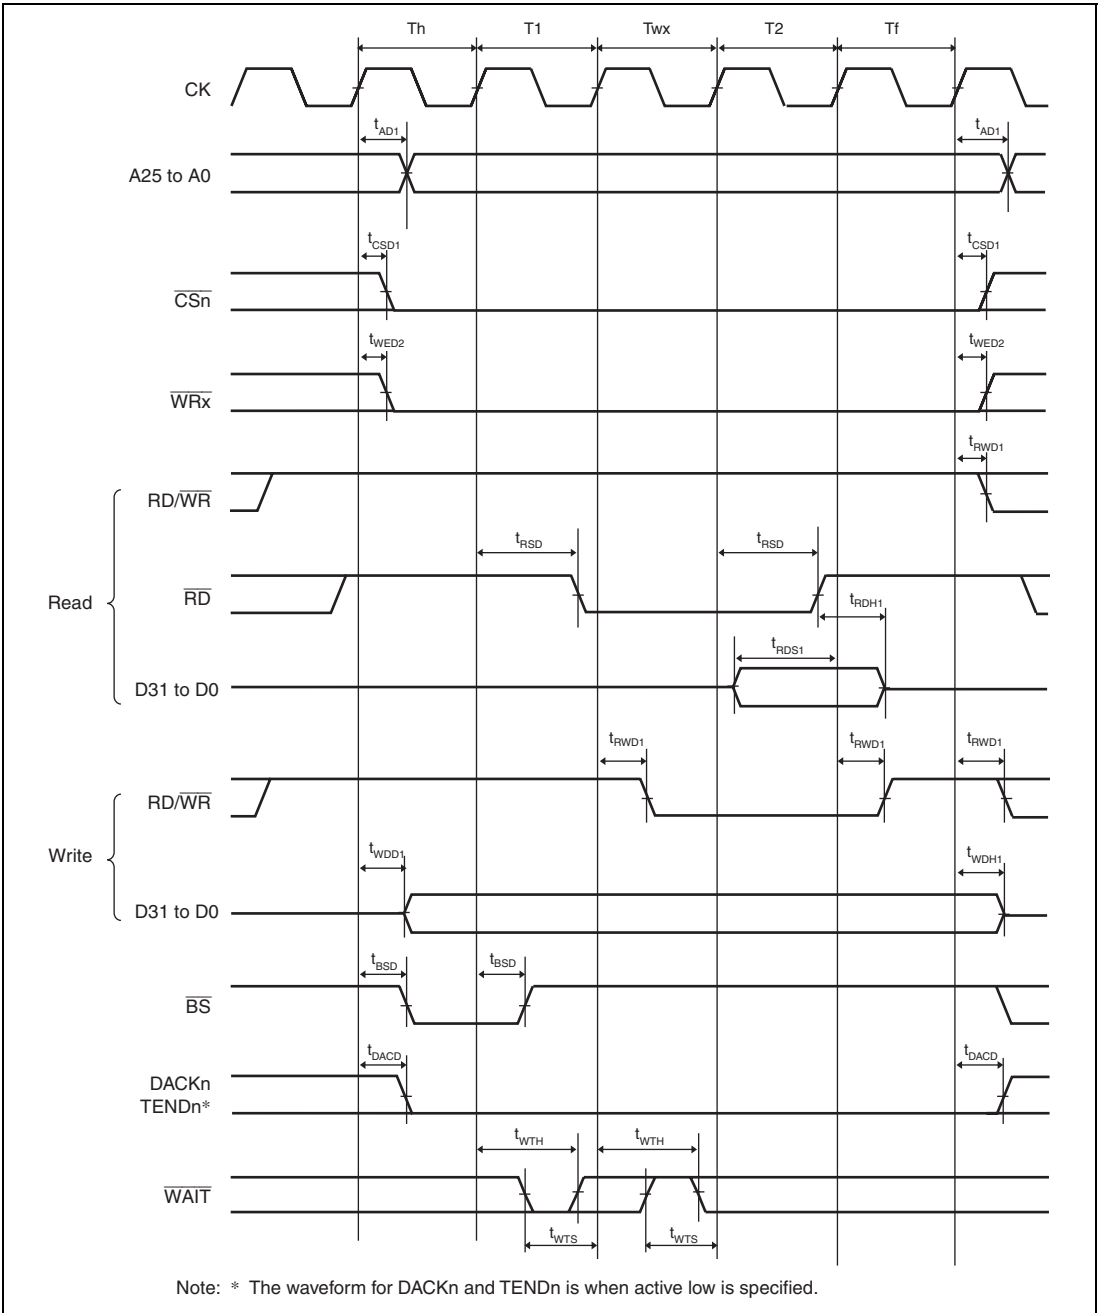 Th T1 Twx T2 Tf
CK
tAD1 tAD1
A25 to A0
tCSD1 tCSD1
CSn
tWED2 tWED2
WRx
tRWD1
RD/WR
tRSD tRSD
Read RD
tRDH1
tRDS1
D31 to D0
tRWD1 tRWD1 tRWD1
RD/WR
Write
tWDD1 tWDH1
D31 to D0
tBSD tBSD
BS
tDACD tDACD
DACKn
TENDn*
tWTH tWTH
WAIT
tWTS tWTS
Note: * The waveform for DACKn and TENDn is when active low is specified.